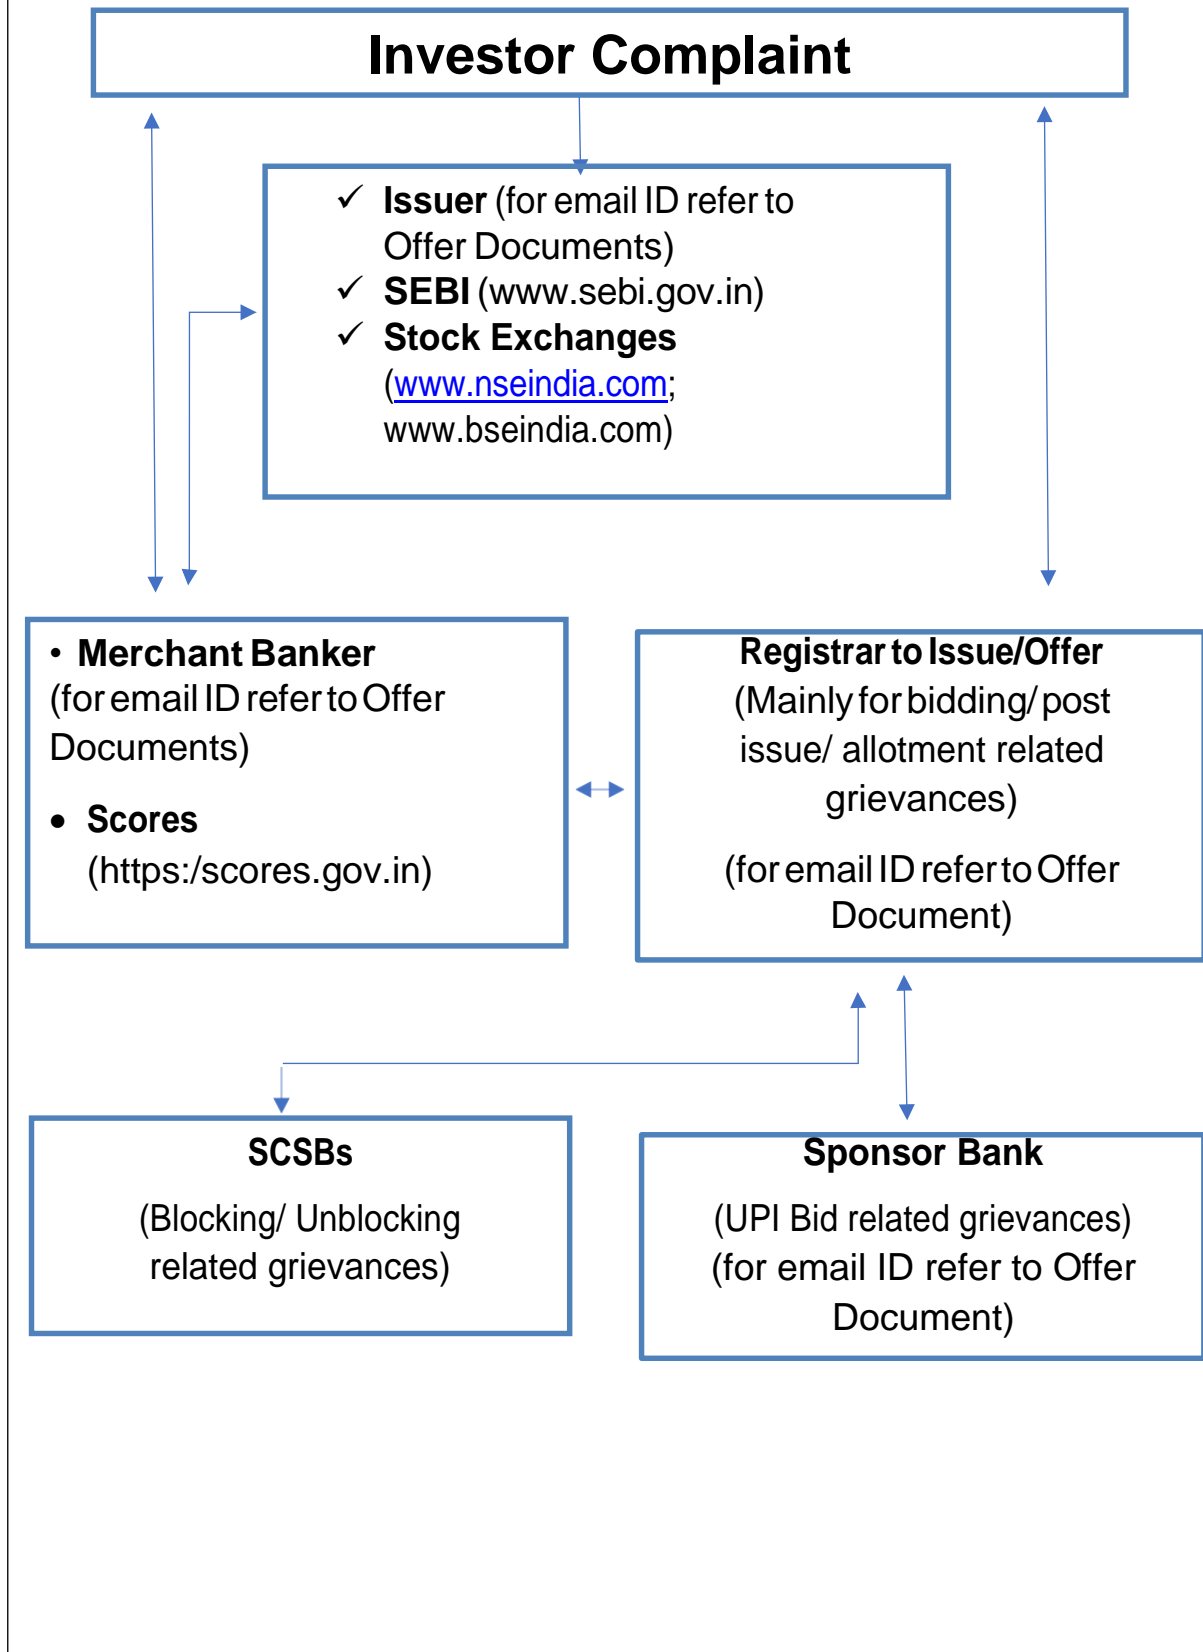 Investor Complaint
✓ Issuer (for email ID refer to
Offer Documents)
✓ SEBI (www.sebi.gov.in)
✓ Stock Exchanges
(www.nseindia.com;
www.bseindia.com)
• Merchant Banker
(for email ID refer to Offer
Documents)
• Scores
(https:/scores.gov.in)
Registrar to Issue/Offer
(Mainly for bidding/ post
issue/ allotment related
grievances)
(for email ID refer to Offer
Document)
SCSBs
(Blocking/ Unblocking
related grievances)
Sponsor Bank
(UPI Bid related grievances)
(for email ID refer to Offer
Document)